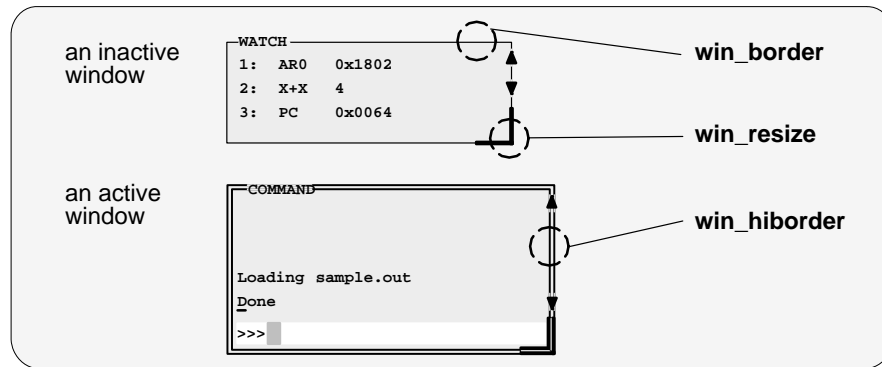 an inactive
window
WATCH
1: AR0 0x1802
2: X+X 4
3: PC 0x0064
win_border
win_resize
an active
window
COMMAND
Loading sample.out
Done
>>>
win_hiborder